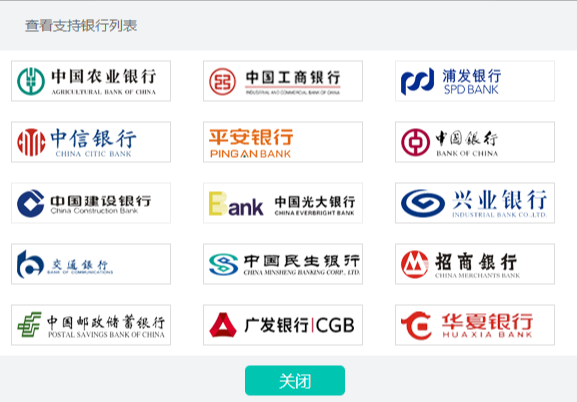 查看支持银行列表
中国农业银行
AGRICULTURAL BANK OF CHINA
中国工商银行
INDUSTRIAL AND COMMERCIAL BANK OF CHINA
浦发银行
SPD BANK
中信银行
CHINA CITIC BANK
平安银行
PING AN BANK
中国银行
BANK OF CHINA
中国建设银行
China Construction Bank
Bank
中国光大银行
CHINA EVERBRIGHT BANK
兴业银行
INDUSTRIAL BANK CO.,LTD.
交通银行
BANK OF COMMUNICATIONS
中国民生银行
CHINA MINSHENG BANKING CORP., LTD.
招商银行
CHINA MERCHANTS BANK
中国邮政储蓄银行
POSTAL SAVINGS BANK OF CHINA
广发银行|CGB
华夏银行
HUAXIA BANK
关闭